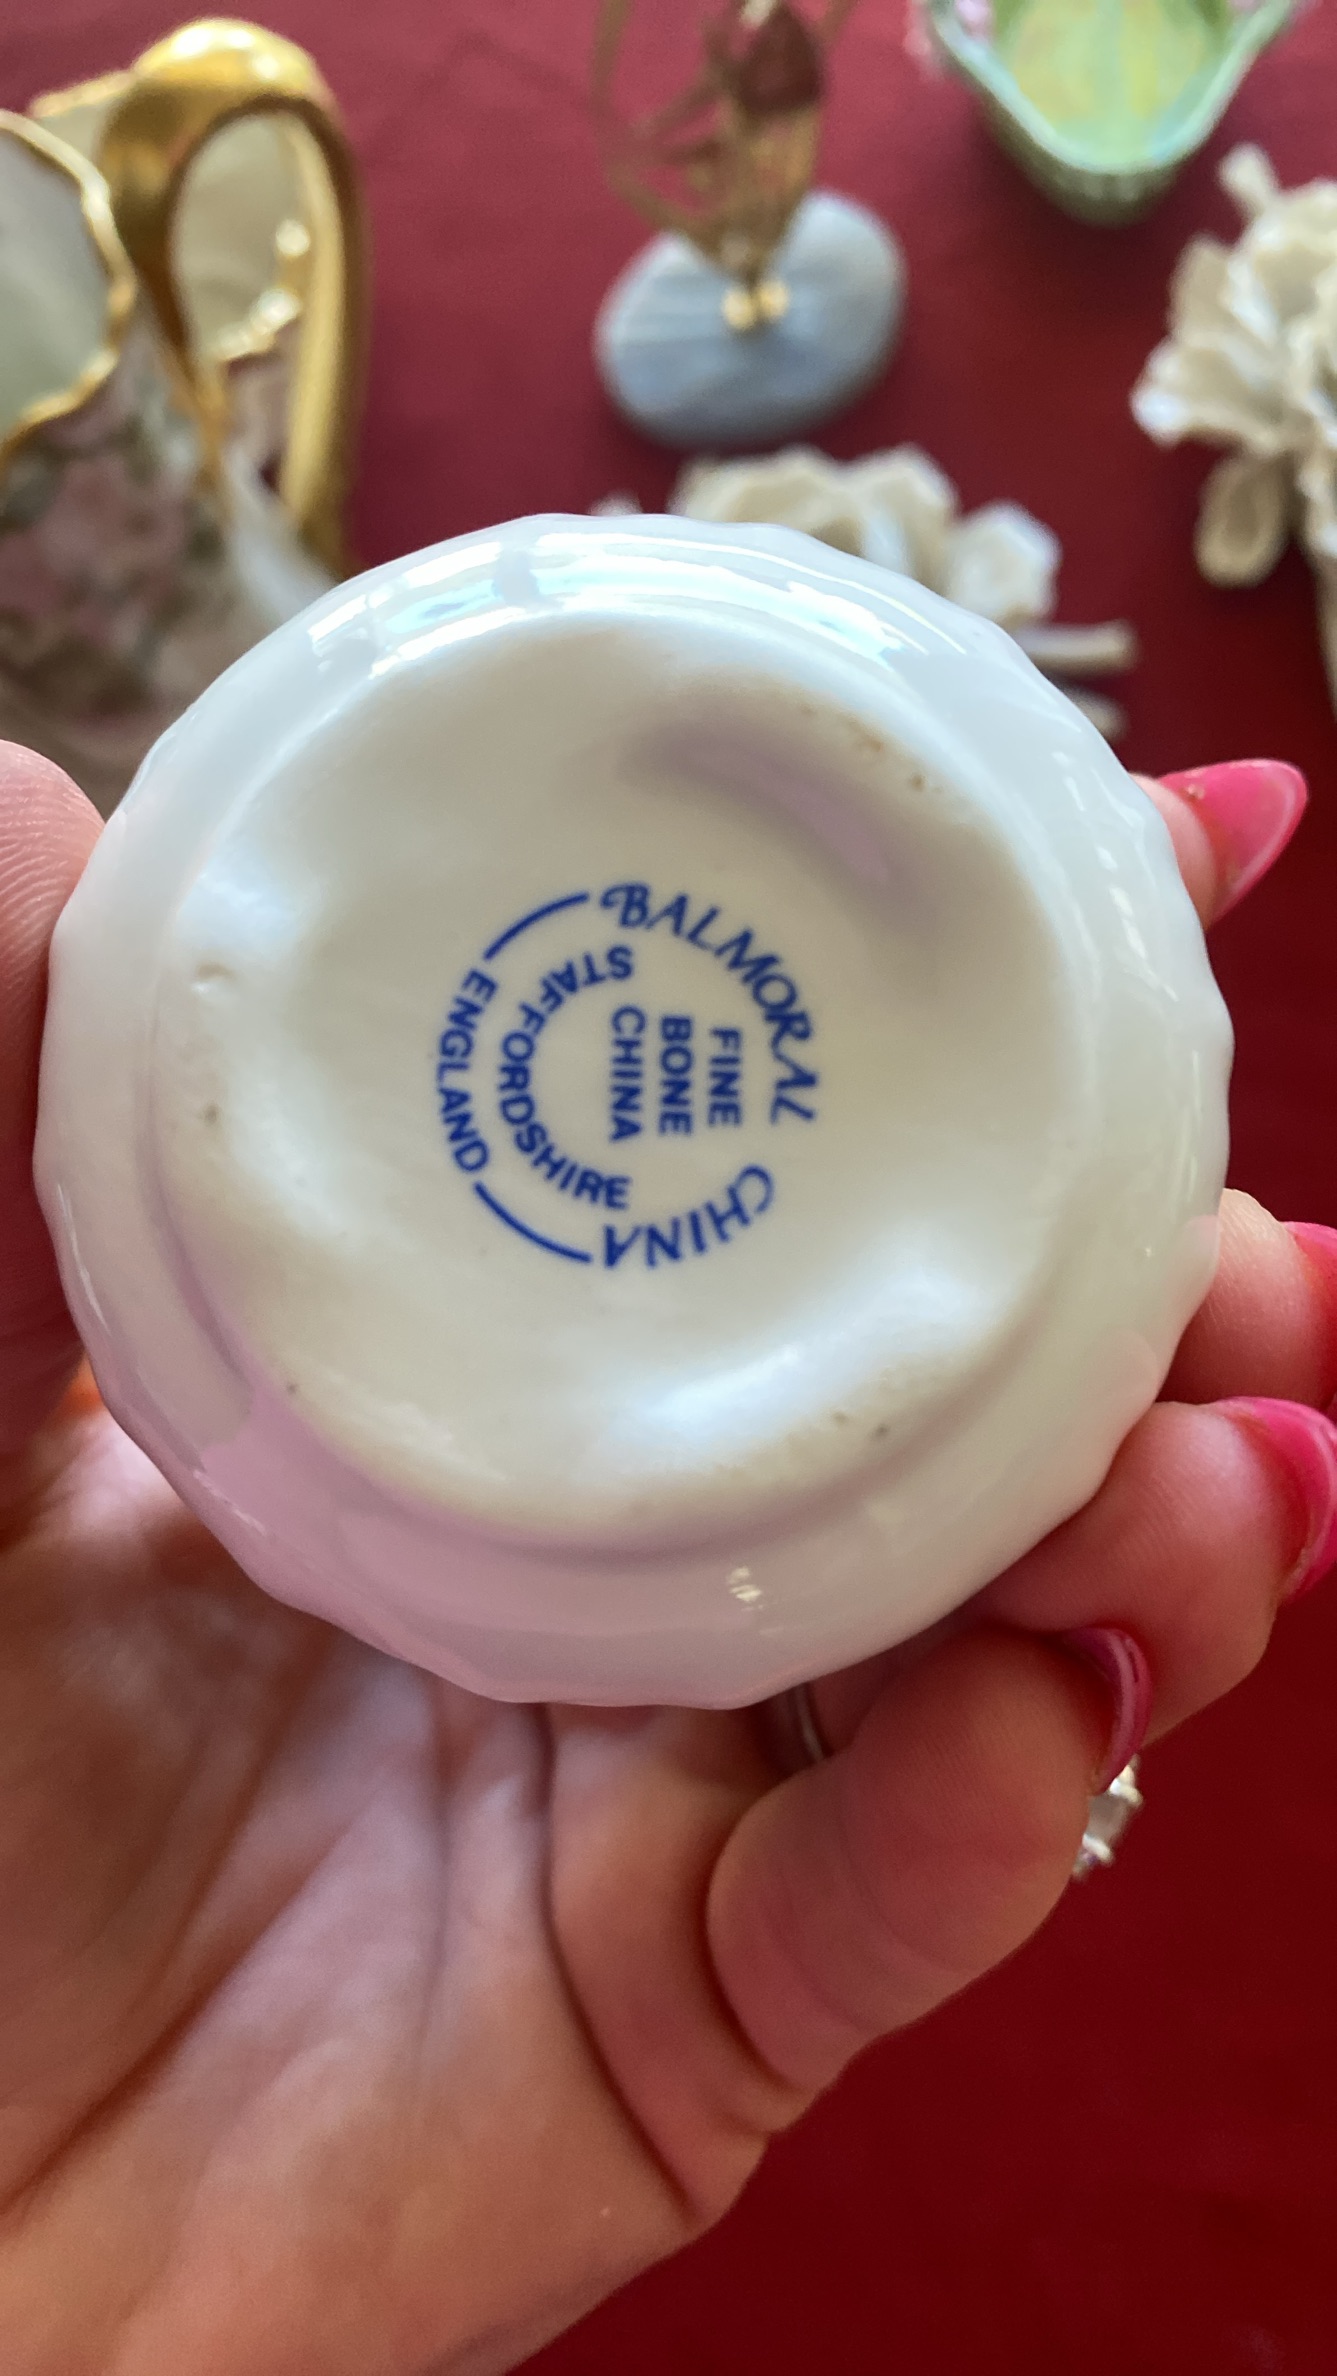 BALMORAL CHINA
FINE
BONE
CHINA
STAFFORDSHIRE
ENGLAND